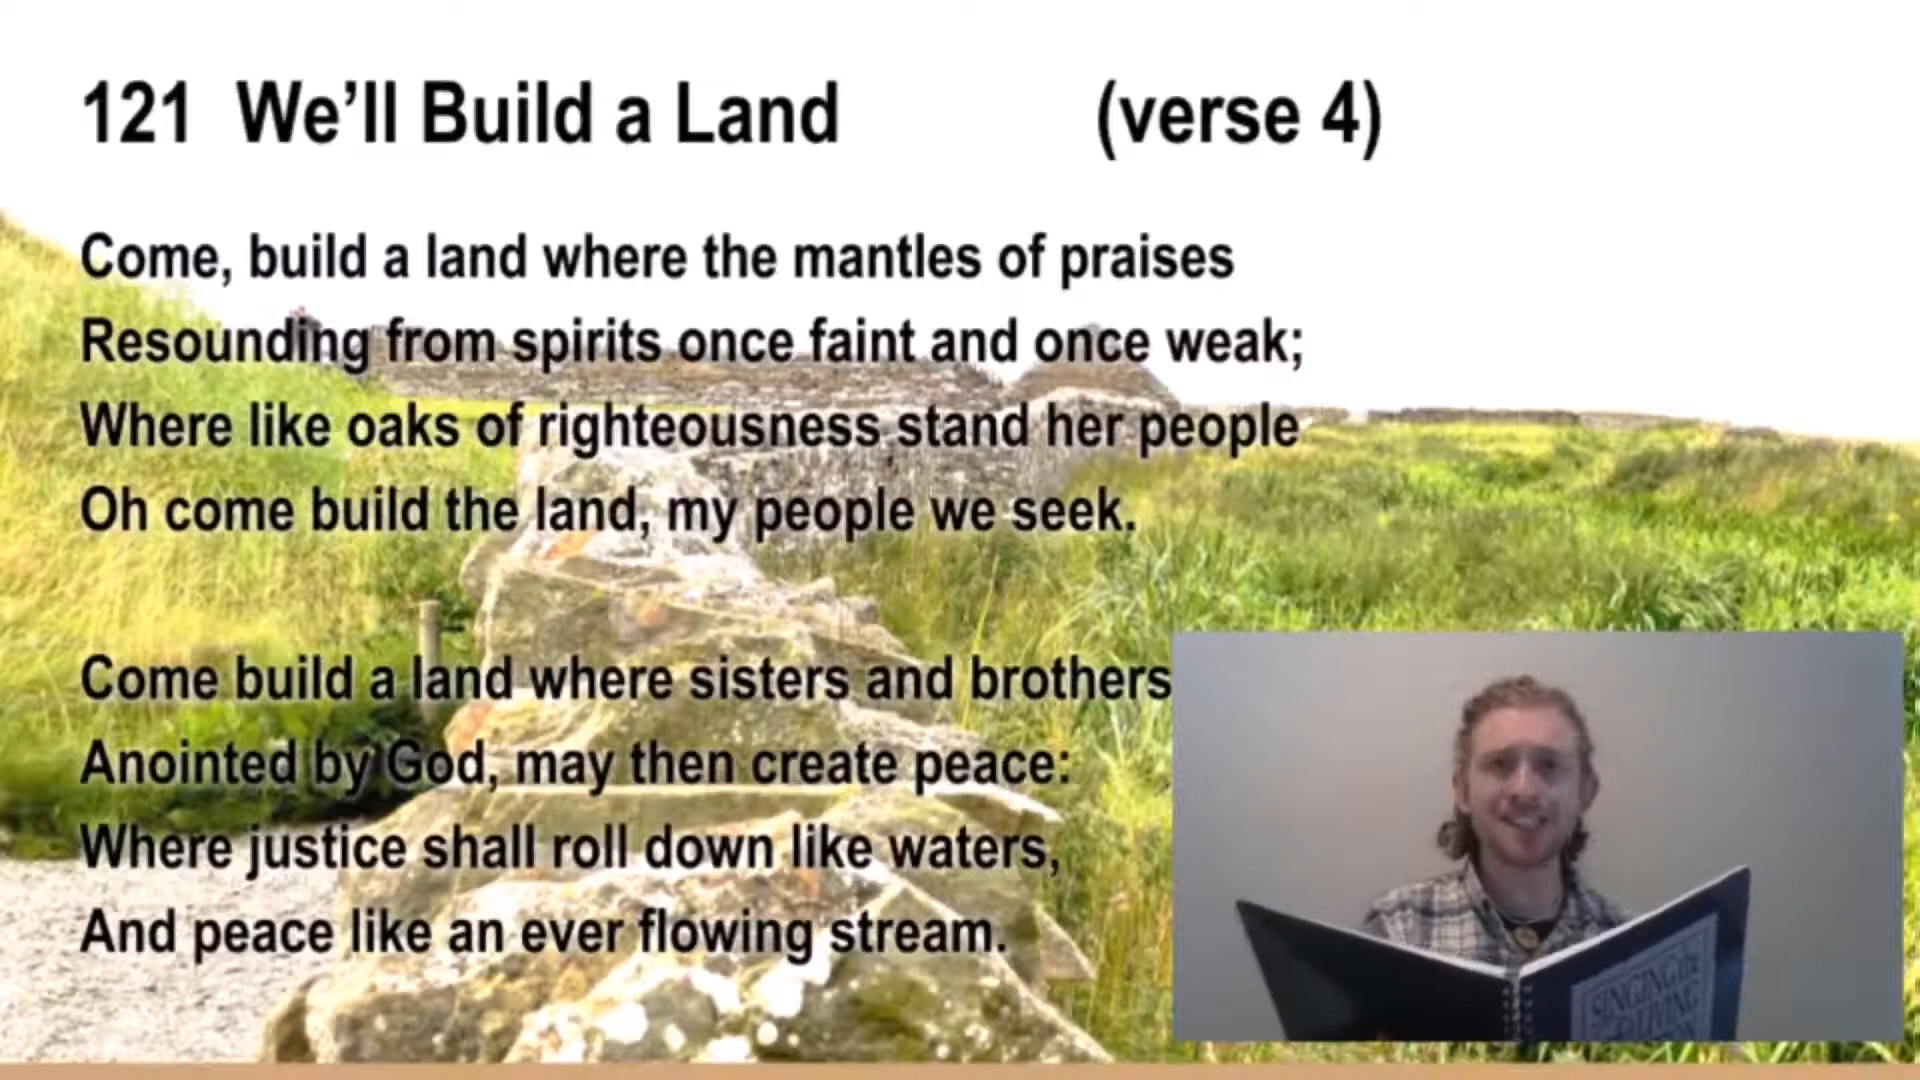 121 We’ll Build a Land (verse 4)
Come, build a land where the mantles of praises
Resounding from spirits once faint and once weak;
Where like oaks of righteousness stand her people
Oh come build the land, my people we seek.
Come build a land where sisters and brothers
Anointed by God, may then create peace:
Where justice shall roll down like waters,
And peace like an ever flowing stream.
SINGING the
LIVING